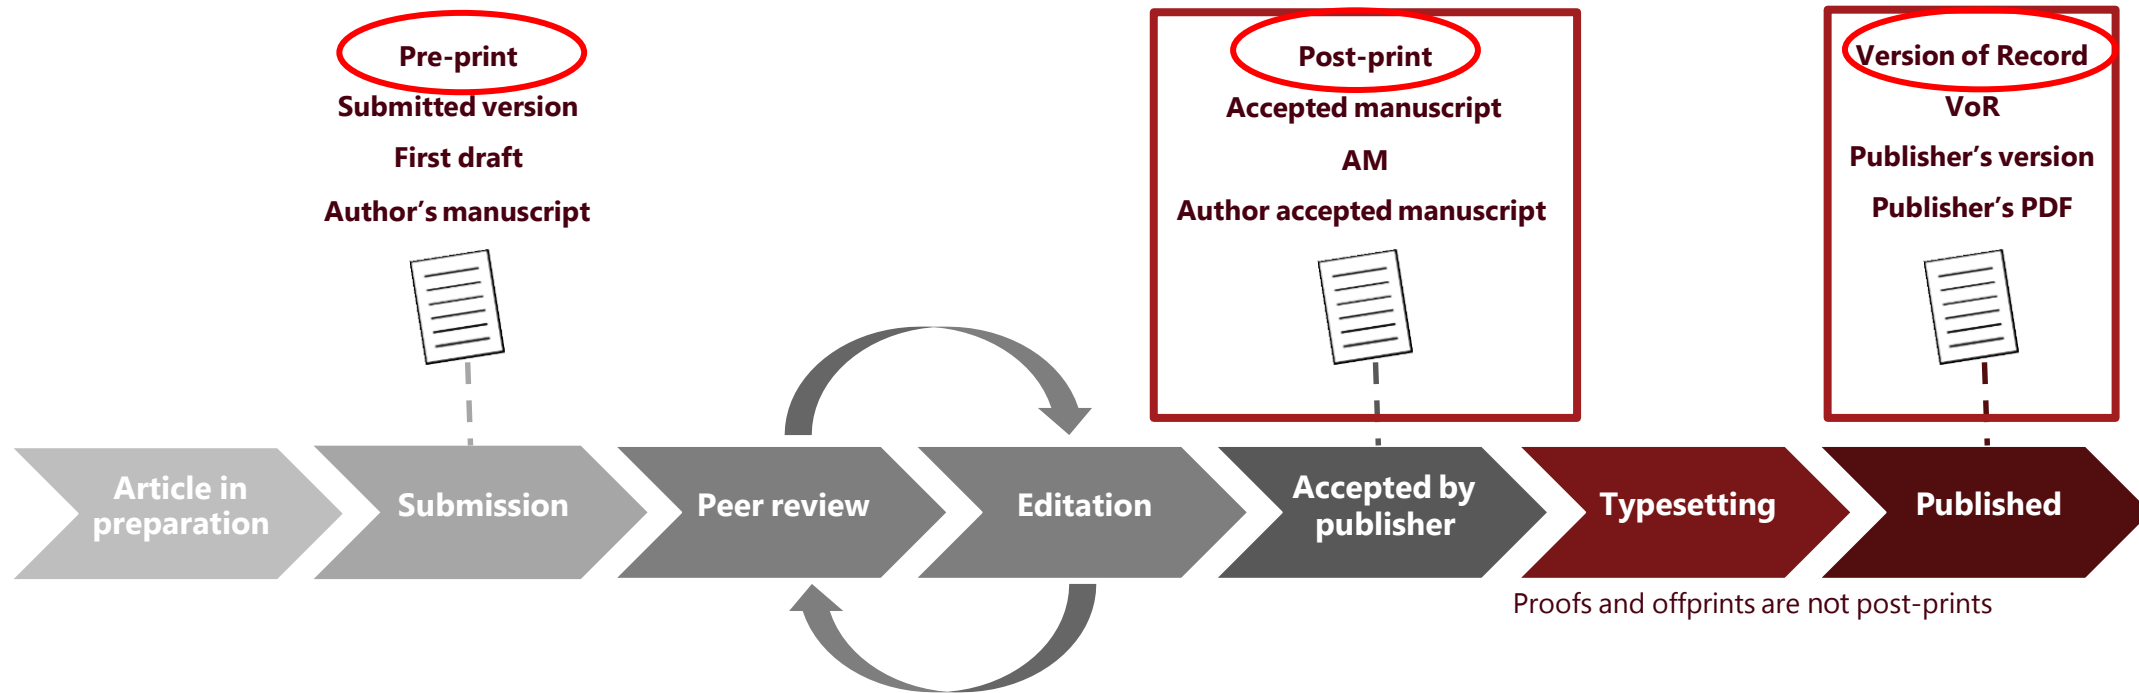 Pre-print
Submitted version
First draft
Author's manuscript
Post-print
Accepted manuscript
AM
Author accepted manuscript
Version of Record
VoR
Publisher's version
Publisher's PDF
Article in
preparation
Submission
Peer review
Editation
Accepted by
publisher
Typesetting
Published
Proofs and offprints are not post-prints